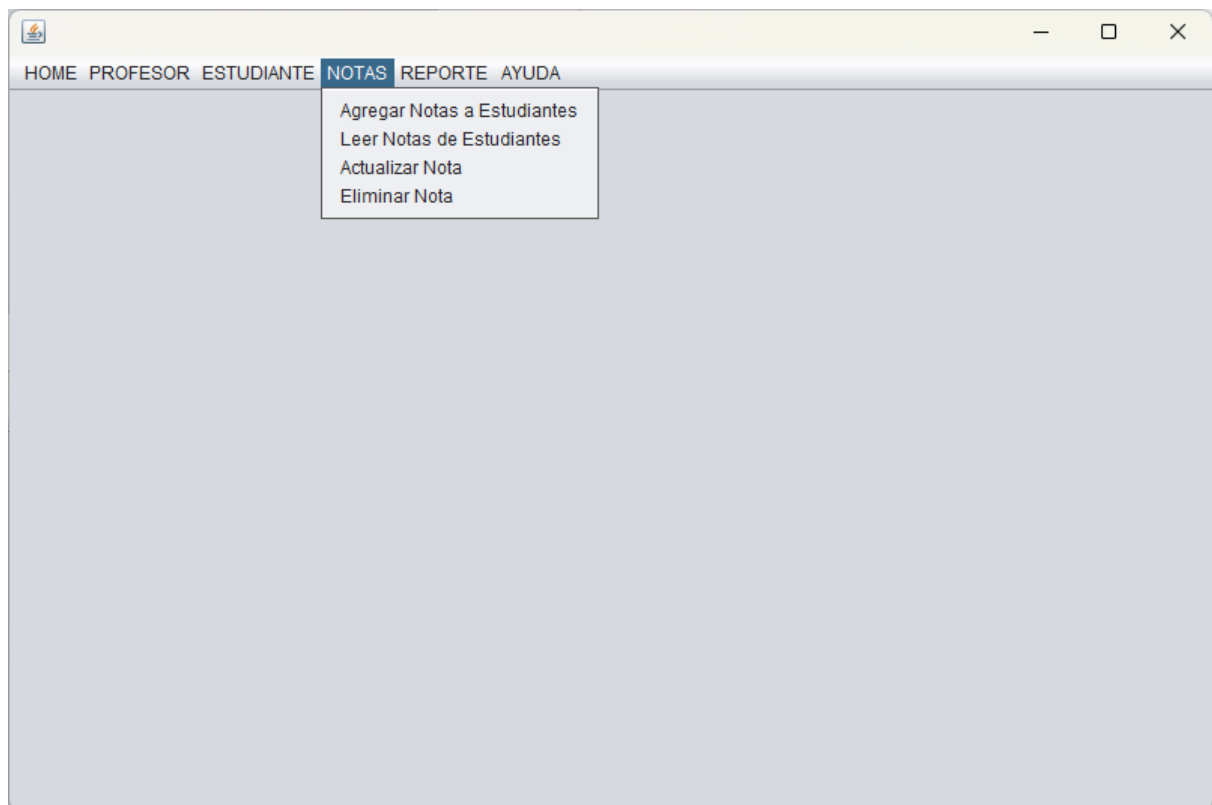 HOME PROFESOR ESTUDIANTE NOTAS REPORTE AYUDA
Agregar Notas a Estudiantes
Leer Notas de Estudiantes
Actualizar Nota
Eliminar Nota